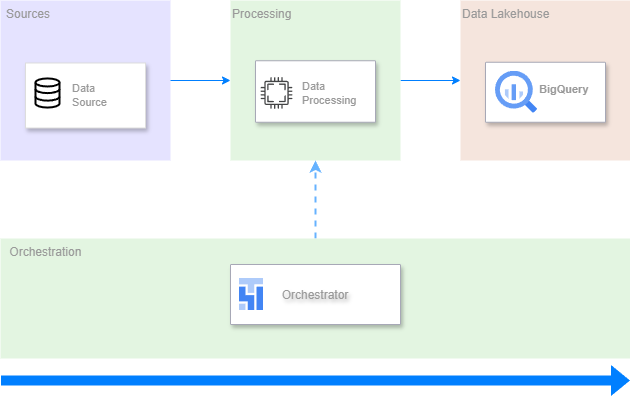 Sources
Processing
Data Lakehouse
Data
Source
Data
Processing
BigQuery
Orchestration
Orchestrator